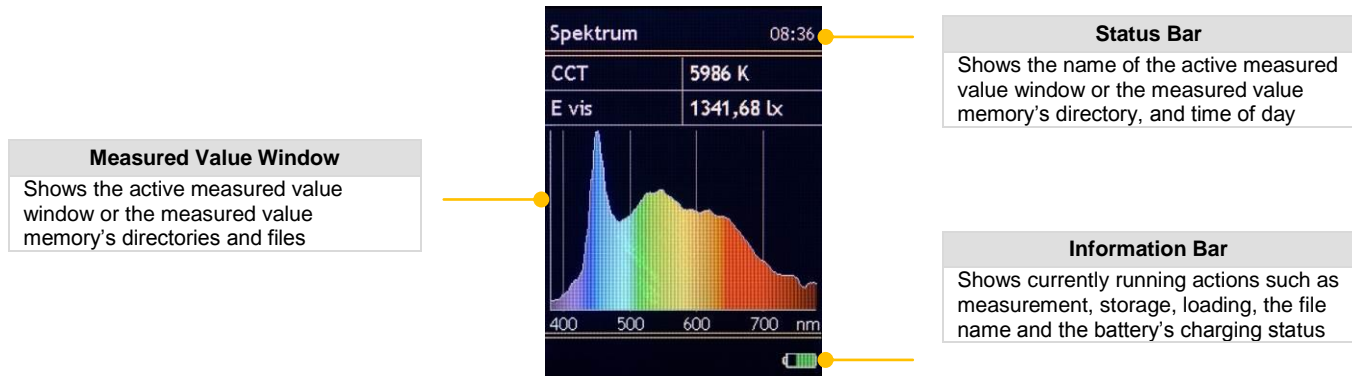 Spektrum 08:36
CCT 5986 K
E vis 1341,68 lx
400 500 600 700 nm
Measured Value Window
Shows the active measured value
window or the measured value
memory's directories and files
Status Bar
Shows the name of the active measured
value window or the measured value
memory's directory, and time of day
Information Bar
Shows currently running actions such as
measurement, storage, loading, the file
name and the battery's charging status